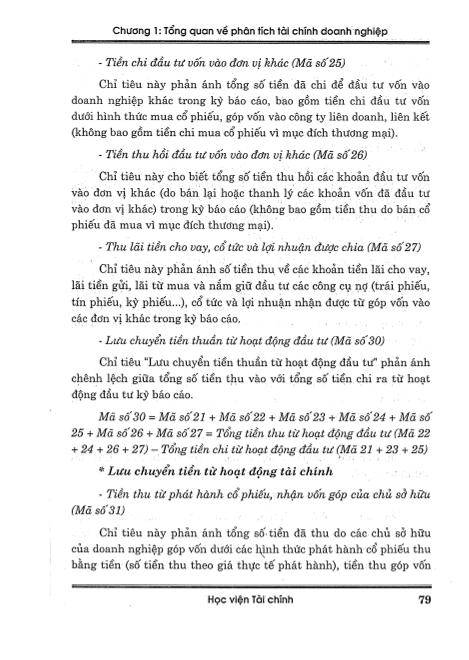 Chương 1: Tổng quan về phân tích tài chính doanh nghiệp
- Tiền chi đầu tư vốn vào đơn vị khác (Mã số 25)
Chỉ tiêu này phản ánh tổng số tiền đã chi để đầu tư vốn vào
doanh nghiệp khác trong kỳ báo cáo, bao gồm tiền chi đầu tư vốn
dưới hình thức mua cổ phiếu, góp vốn vào công ty liên doanh, liên kết
(không bao gồm tiền chi mua cổ phiếu vì mục đích thương mại).
- Tiền thu hồi đầu tư vốn vào đơn vị khác (Mã số 26)
Chỉ tiêu này cho biết tổng số tiền thu hồi các khoản đầu tư vốn
vào đơn vị khác (do bán lại hoặc thanh lý các khoản vốn đã đầu tư
vào đơn vị khác) trong kỳ báo cáo (không bao gồm tiền thu do bán cổ
phiếu đã mua vì mục đích thương mại).
- Thu lãi tiền cho vay, cổ tức và lợi nhuận được chia (Mã số 27)
Chỉ tiêu này phản ánh số tiền thu về các khoản tiền lãi cho vay,
lãi tiền gửi, lãi từ mua và nắm giữ đầu tư các công cụ nợ (trái phiếu,
tín phiếu, kỳ phiếu...), cổ tức và lợi nhuận nhận được từ góp vốn vào
các đơn vị khác trong kỳ báo cáo.
- Lưu chuyển tiền thuần từ hoạt động đầu tư (Mã số 30)
Chỉ tiêu "Lưu chuyển tiền thuần từ hoạt động đầu tư" phản ánh
chênh lệch giữa tổng số tiền thu vào với tổng số tiền chi ra từ hoạt
động đầu tư kỳ báo cáo.
Mã số 30 = Mã số 21 + Mã số 22 + Mã số 23 + Mã số 24 + Mã số
25 + Mã số 26 + Mã số 27 = Tổng tiền thu từ hoạt động đầu tư (Mã 22
+ 24 + 26 + 27) – Tổng tiền chi từ hoạt động đầu tư (Mã 21 + 23 + 25)
* Lưu chuyển tiền từ hoạt động tài chính
- Tiền thu từ phát hành cổ phiếu, nhận vốn góp của chủ sở hữu
(Mã số 31)
Chỉ tiêu này phản ánh tổng số tiền đã thu do các chủ sở hữu
của doanh nghiệp góp vốn dưới các hình thức phát hành cổ phiếu thu
bằng tiền (số tiền thu theo giá thực tế phát hành), tiền thu góp vốn
Học viện Tài chính 79